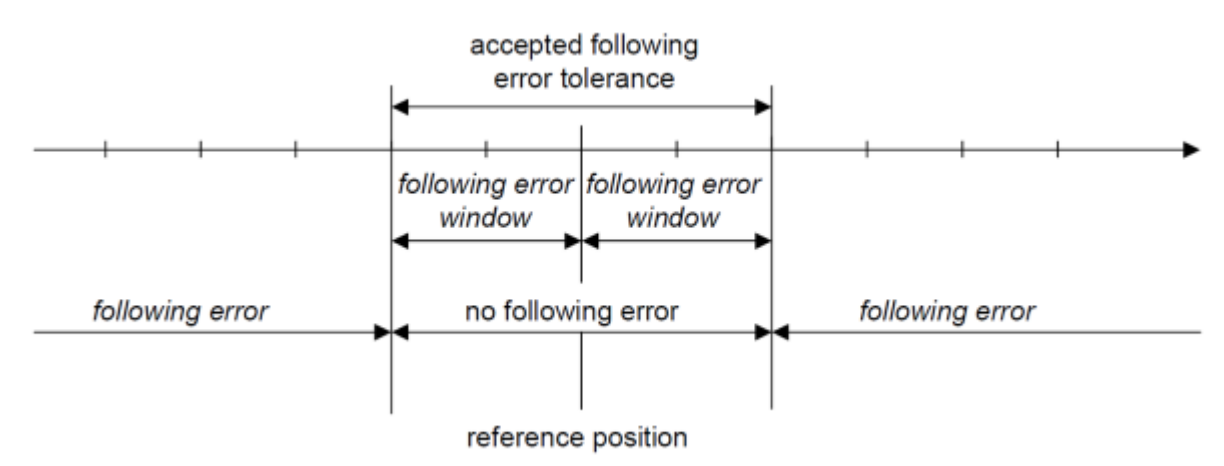 accepted following
error tolerance
following error following error
window window
following error no following error following error
reference position